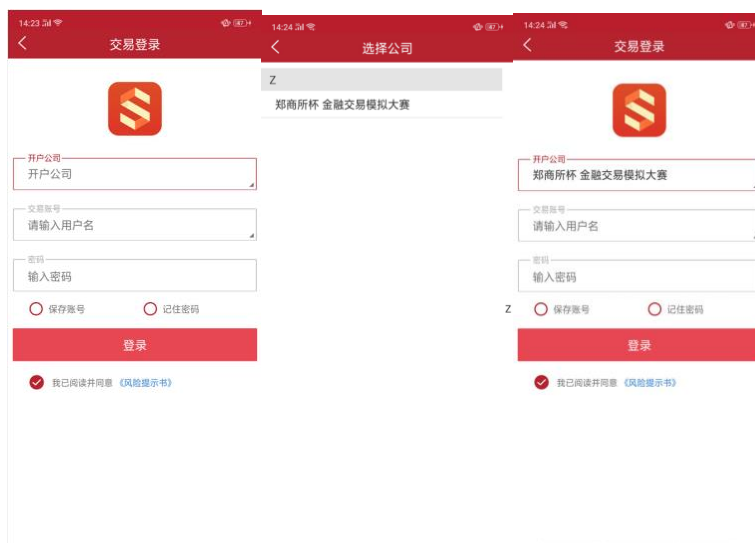 14:23
交易登录
开户公司
开户公司
交易账号
请输入用户名
密码
输入密码
保存账号
记住密码
登录
我已阅读并同意《风险提示书》
14:24
选择公司
Z
郑商所杯 金融交易模拟大赛
Z
14:24
交易登录
开户公司
郑商所杯 金融交易模拟大赛
交易账号
请输入用户名
密码
输入密码
保存账号
记住密码
登录
我已阅读并同意《风险提示书》